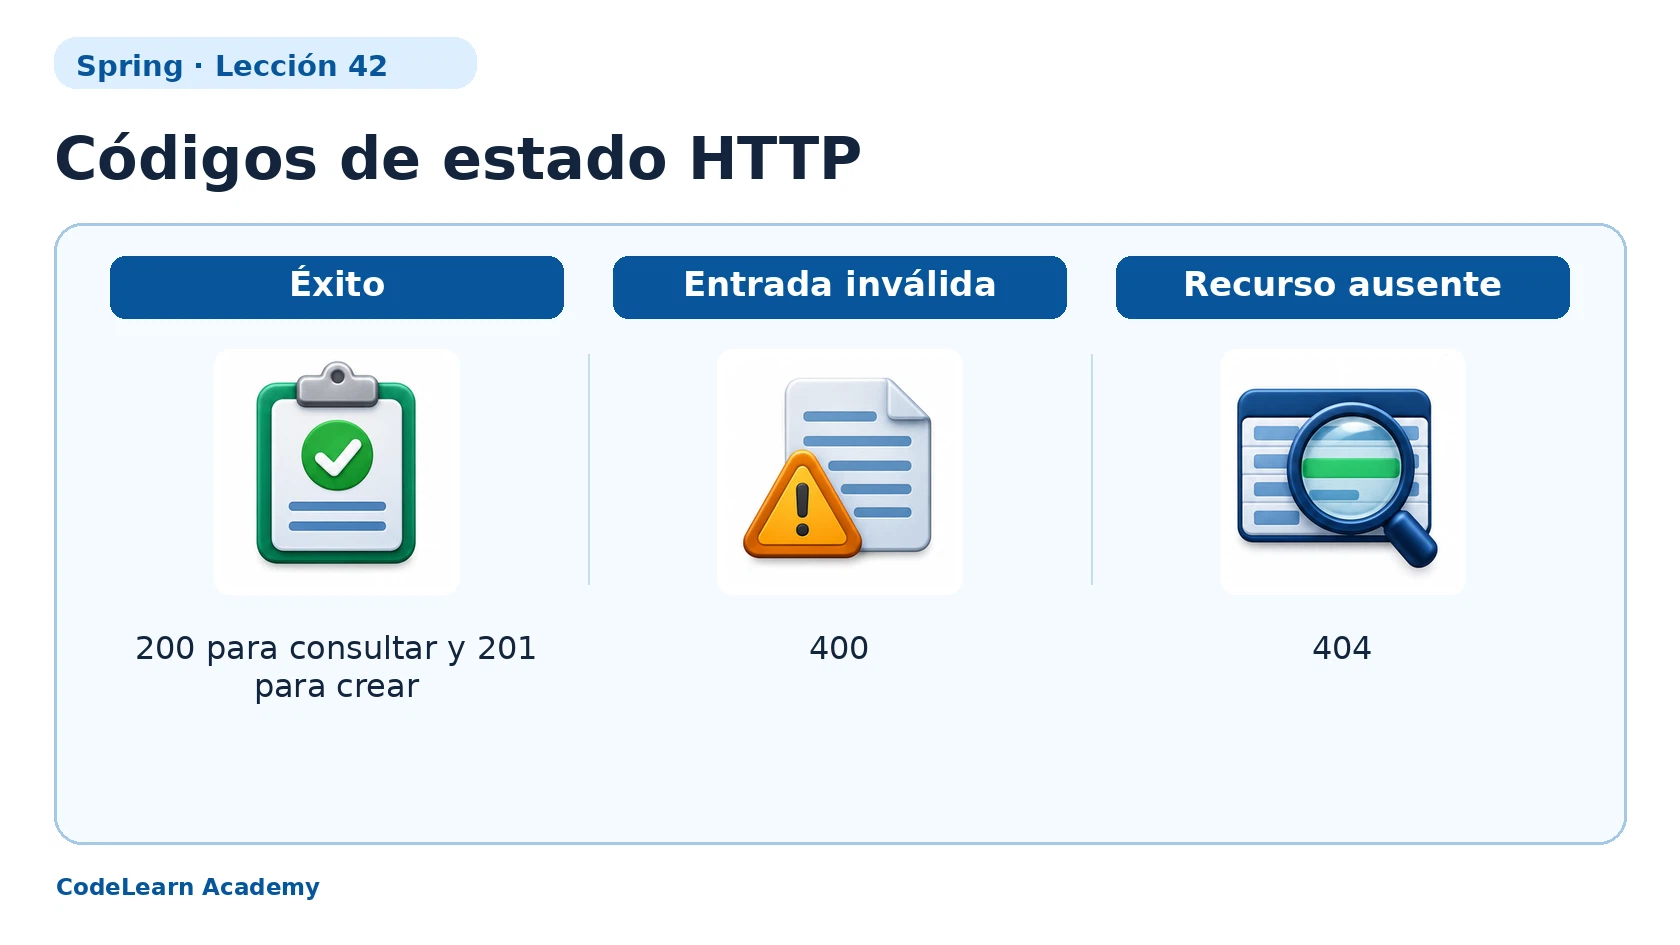 Spring · Lección 42
Códigos de estado HTTP
Éxito
Entrada inválida
Recurso ausente
200 para consultar y 201
para crear
400
404
CodeLearn Academy